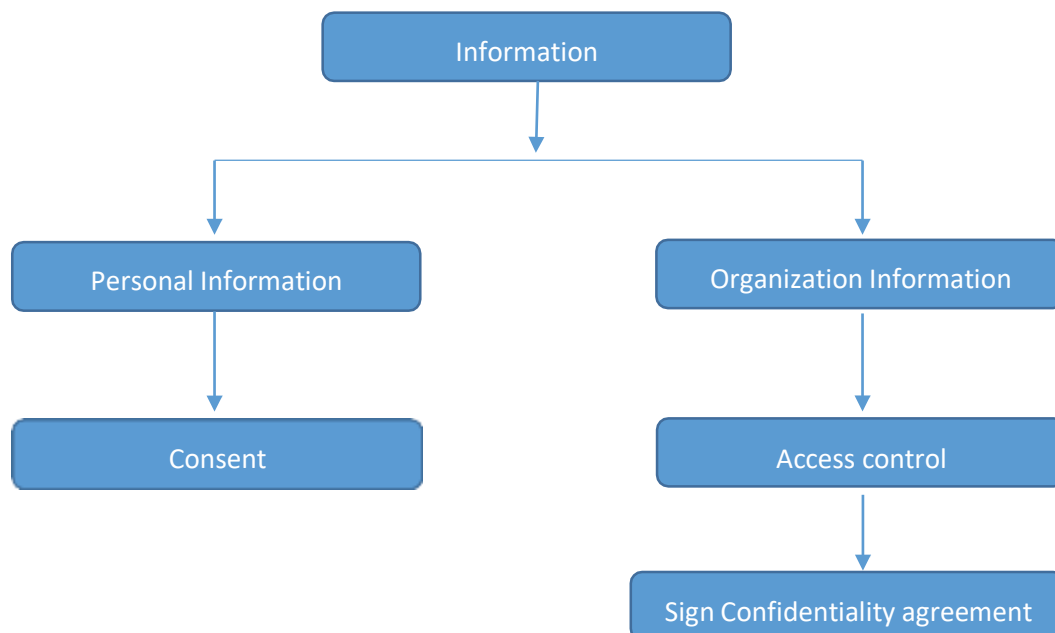 Information
Personal Information
Organization Information
Consent
Access control
Sign Confidentiality agreement